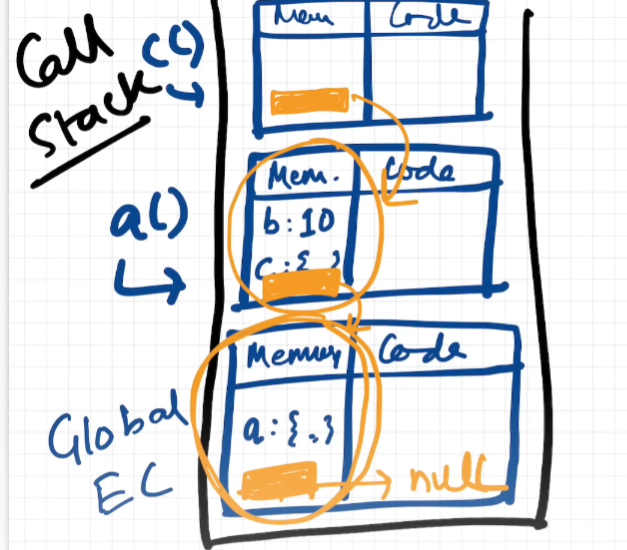 Call
Stack
c()
Mem
Code
a()
Mem.
Code
b:10
c:{ }
Global
EC
Memory
Code
a:{.}
null